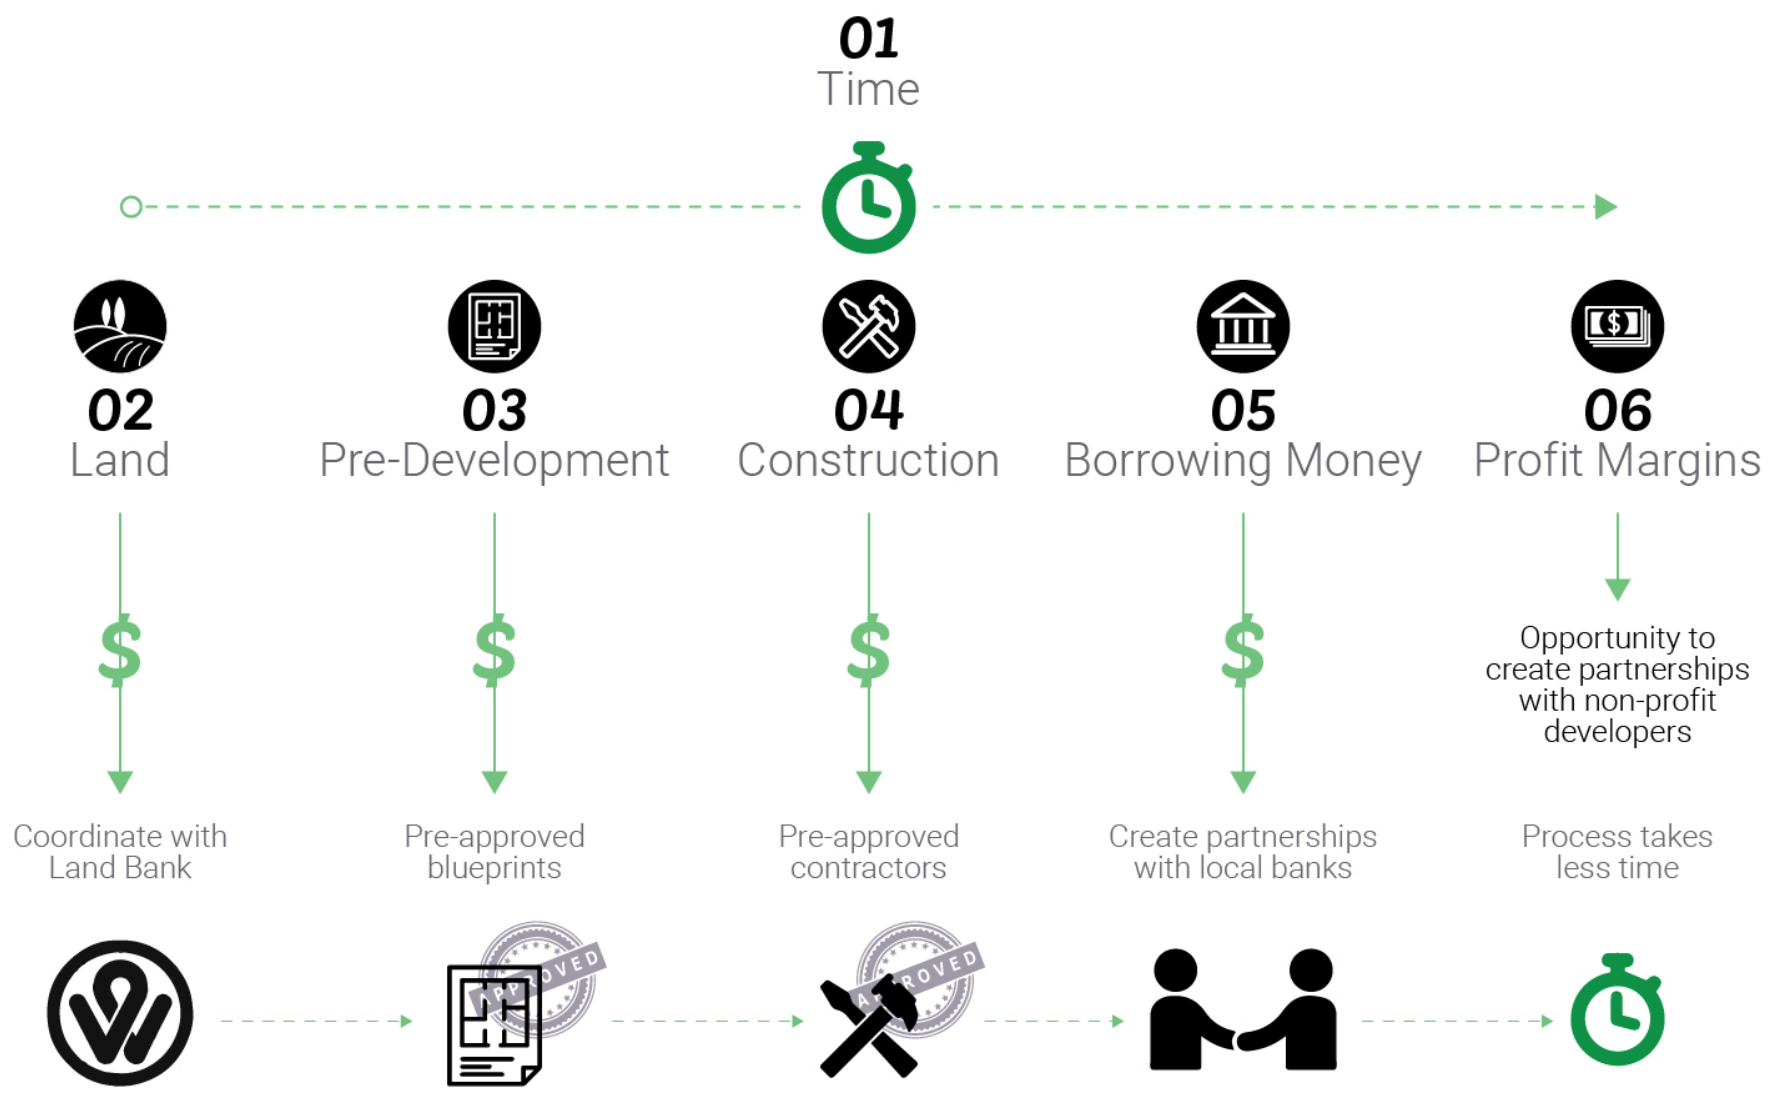 01
Time
02
Land
03
Pre-Development
04
Construction
05
Borrowing Money
06
Profit Margins
$
$
$
$
Opportunity to
create partnerships
with non-profit
developers
Coordinate with
Land Bank
Pre-approved
blueprints
Pre-approved
contractors
Create partnerships
with local banks
Process takes
less time
APPROVED
APPROVED